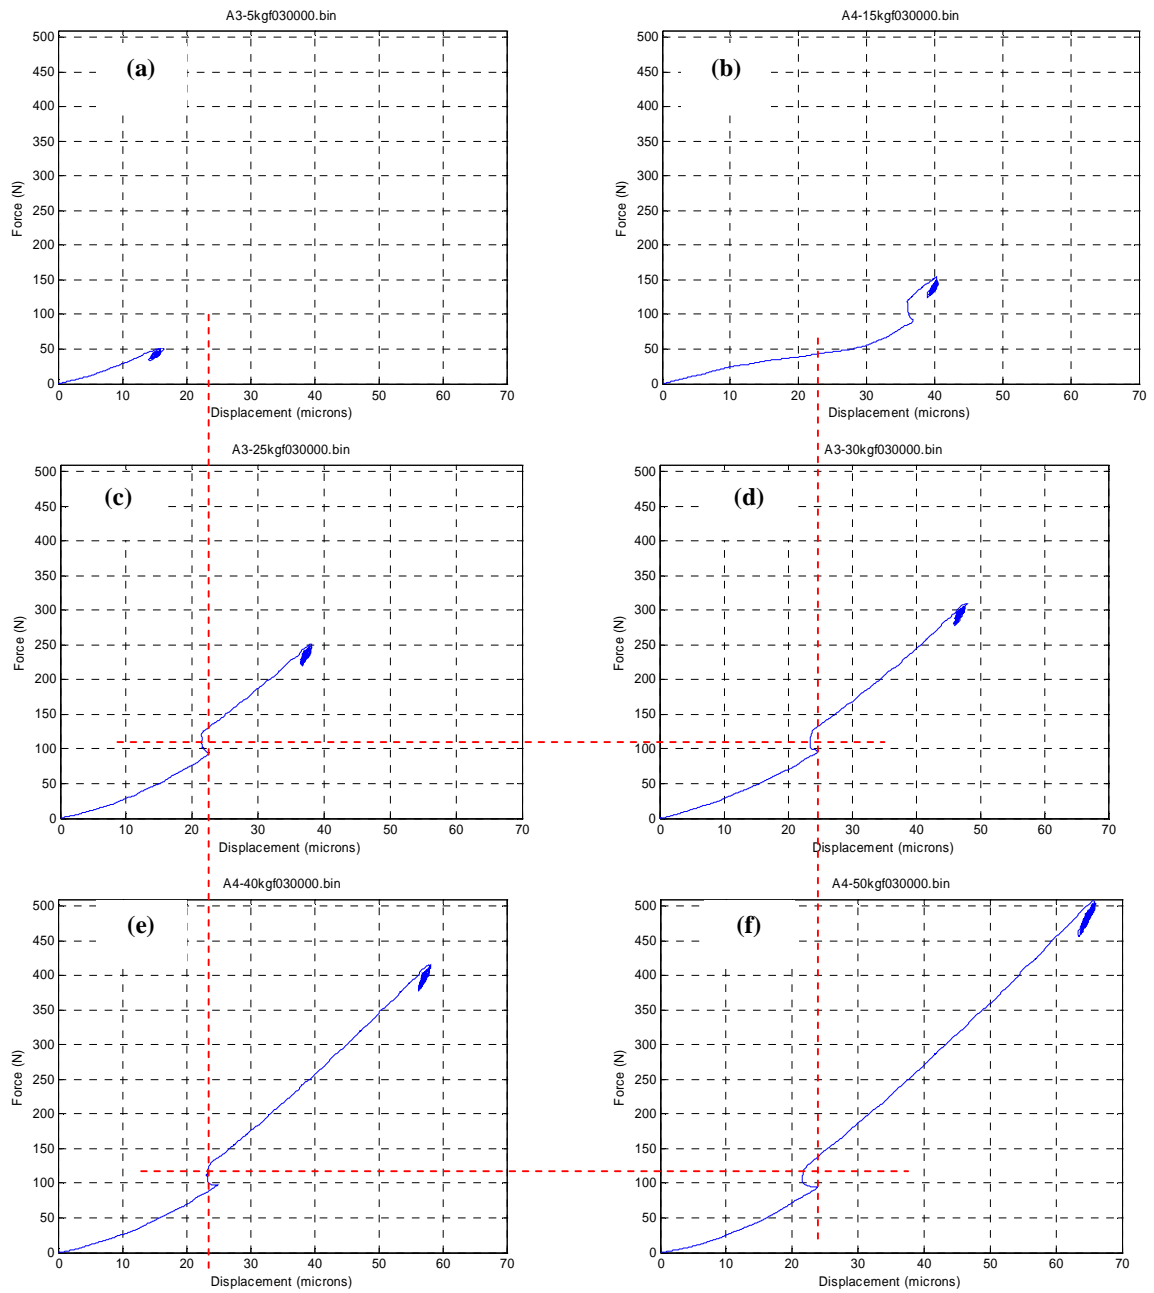 A3-5kgf030000.bin
(a)
500
450
400
350
300
250
200
150
100
50
0
Force (N)
0 10 20 30 40 50 60 70
Displacement (microns)
A4-15kgf030000.bin
(b)
500
450
400
350
300
250
200
150
100
50
0
Force (N)
0 10 20 30 40 50 60 70
Displacement (microns)
A3-25kgf030000.bin
(c)
500
450
400
350
300
250
200
150
100
50
0
Force (N)
0 10 20 30 40 50 60 70
Displacement (microns)
A3-30kgf030000.bin
(d)
500
450
400
350
300
250
200
150
100
50
0
Force (N)
0 10 20 30 40 50 60 70
Displacement (microns)
A4-40kgf030000.bin
(e)
500
450
400
350
300
250
200
150
100
50
0
Force (N)
0 10 20 30 40 50 60 70
Displacement (microns)
A4-50kgf030000.bin
(f)
500
450
400
350
300
250
200
150
100
50
0
Force (N)
0 10 20 30 40 50 60 70
Displacement (microns)